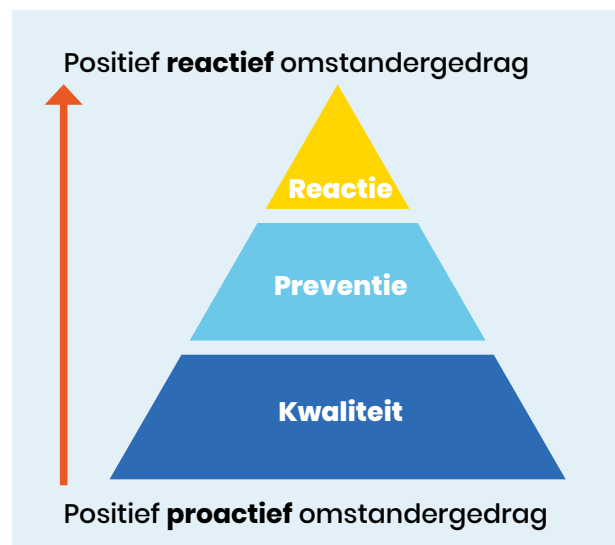 Positief reactief omstandergedrag
Reactie
Preventie
Kwaliteit
Positief proactief omstandergedrag